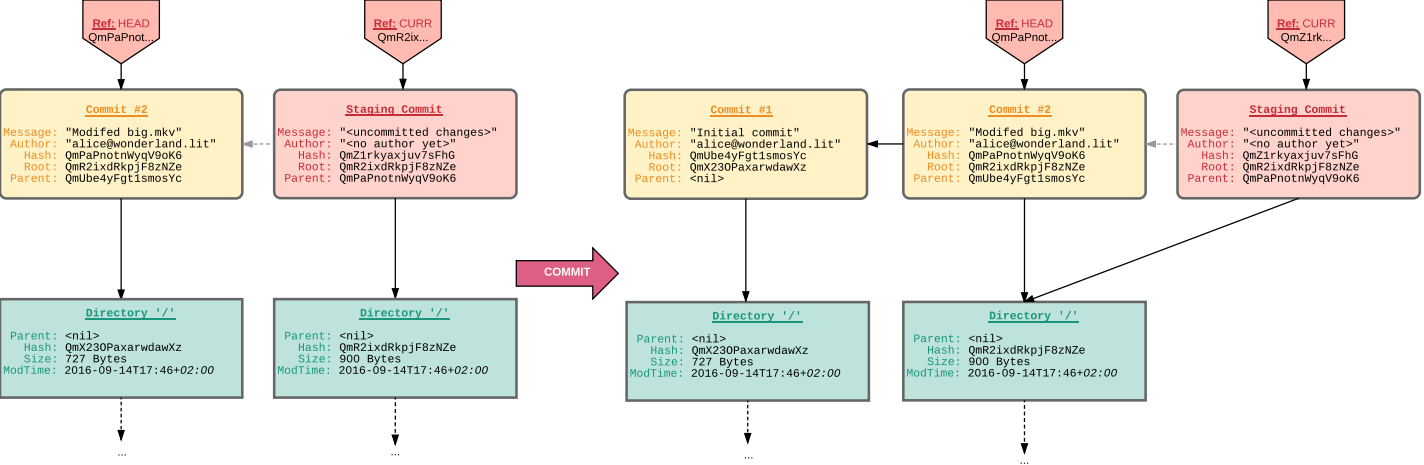 Ref: HEAD
QmPaPnot...
Ref: CURR
QmR2ix...
Commit #2
Message: "Modifed big.mkv"
Author: "alice@wonderland.lit"
Hash: QmPaPnotnWyqV9oK6
Root: QmR2ixdRkpjF8zNZe
Parent: QmUbe4yFgt1smosYc
Staging Commit
Message: "<uncommitted changes>"
Author: "<no author yet>"
Hash: QmZ1rkyaxjuv7sFhG
Root: QmR2ixdRkpjF8zNZe
Parent: QmPaPnotnWyqV9oK6
Directory '/'
Parent: <nil>
Hash: QmX23OPaxarwdawXz
Size: 727 Bytes
ModTime: 2016-09-14T17:46+02:00
...
Directory '/'
Parent: <nil>
Hash: QmR2ixdRkpjF8zNZe
Size: 900 Bytes
ModTime: 2016-09-14T17:46+02:00
...
COMMIT
Ref: HEAD
QmPaPnot...
Ref: CURR
QmZ1rk...
Commit #1
Message: "Initial commit"
Author: "alice@wonderland.lit"
Hash: QmUbe4yFgt1smosYc
Root: QmX23OPaxarwdawXz
Parent: <nil>
Commit #2
Message: "Modifed big.mkv"
Author: "alice@wonderland.lit"
Hash: QmPaPnotnWyqV9oK6
Root: QmR2ixdRkpjF8zNZe
Parent: QmUbe4yFgt1smosYc
Staging Commit
Message: "<uncommitted changes>"
Author: "<no author yet>"
Hash: QmZ1rkyaxjuv7sFhG
Root: QmR2ixdRkpjF8zNZe
Parent: QmPaPnotnWyqV9oK6
Directory '/'
Parent: <nil>
Hash: QmX23OPaxarwdawXz
Size: 727 Bytes
ModTime: 2016-09-14T17:46+02:00
...
Directory '/'
Parent: <nil>
Hash: QmR2ixdRkpjF8zNZe
Size: 900 Bytes
ModTime: 2016-09-14T17:46+02:00
...